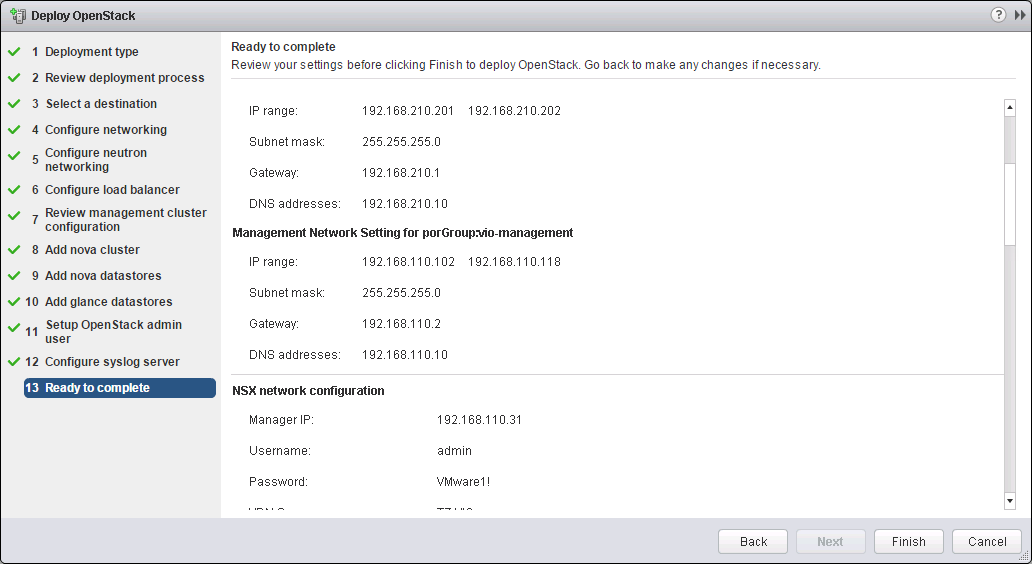 Deploy OpenStack
?
1 Deployment type
2 Review deployment process
3 Select a destination
4 Configure networking
5 Configure neutron
networking
6 Configure load balancer
7 Review management cluster
configuration
8 Add nova cluster
9 Add nova datastores
10 Add glance datastores
11 Setup OpenStack admin
user
12 Configure syslog server
13 Ready to complete
Ready to complete
Review your settings before clicking Finish to deploy OpenStack. Go back to make any changes if necessary.
IP range: 192.168.210.201 192.168.210.202
Subnet mask: 255.255.255.0
Gateway: 192.168.210.1
DNS addresses: 192.168.210.10
Management Network Setting for porGroup:vio-management
IP range: 192.168.110.102 192.168.110.118
Subnet mask: 255.255.255.0
Gateway: 192.168.110.2
DNS addresses: 192.168.110.10
NSX network configuration
Manager IP: 192.168.110.31
Username: admin
Password: VMware1!
Back Next Finish Cancel